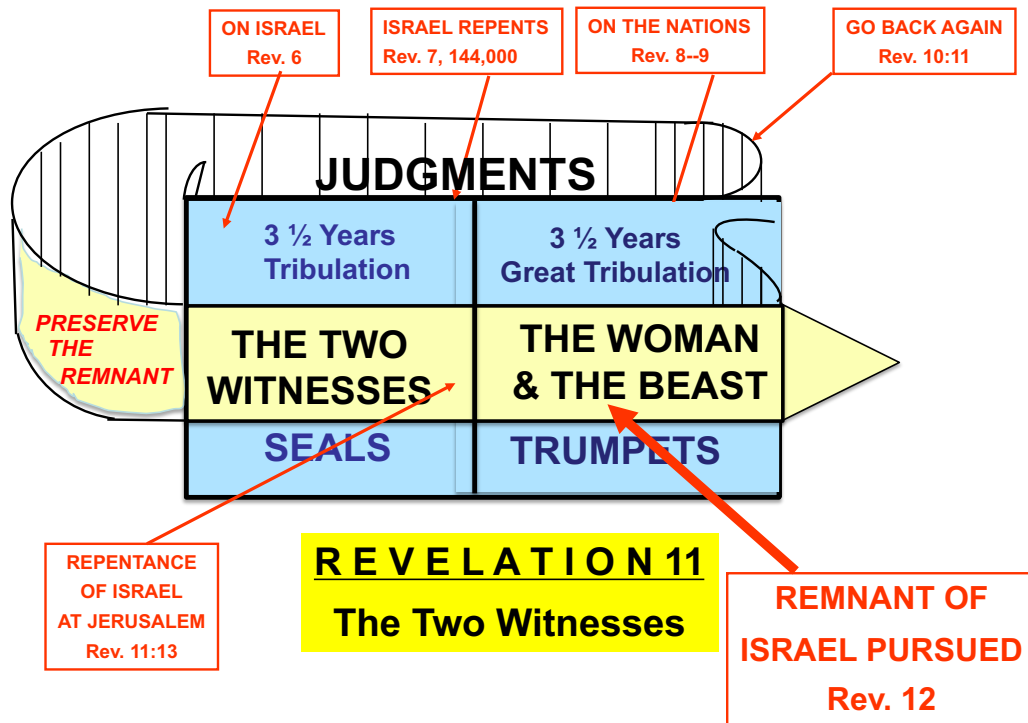 ON ISRAEL
Rev. 6
ISRAEL REPENTS
Rev. 7, 144,000
ON THE NATIONS
Rev. 8--9
GO BACK AGAIN
Rev. 10:11
JUDGMENTS
3 ½ Years
Tribulation
3 ½ Years
Great Tribulation
PRESERVE
THE
REMNANT
THE TWO
WITNESSES
THE WOMAN
& THE BEAST
SEALS
TRUMPETS
REPENTANCE
OF ISRAEL
AT JERUSALEM
Rev. 11:13
R E V E L A T I O N 11
The Two Witnesses
REMNANT OF
ISRAEL PURSUED
Rev. 12